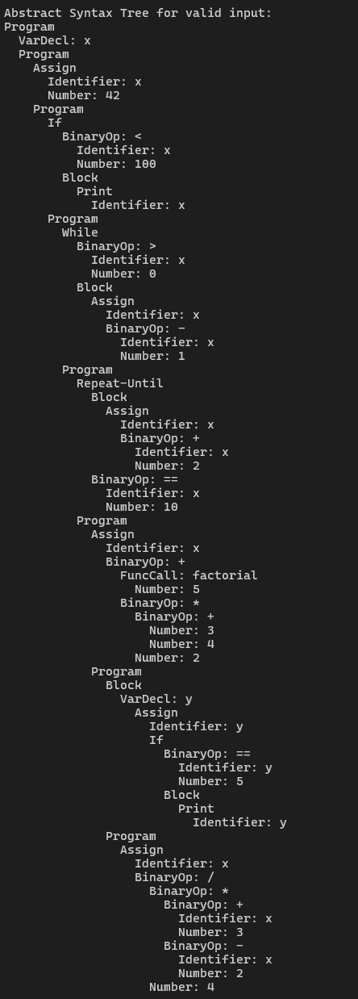 Abstract Syntax Tree for valid input:
Program
  VarDecl: x
  Program
    Assign
      Identifier: x
      Number: 42
    Program
      If
        BinaryOp: <
          Identifier: x
          Number: 100
        Block
          Print
            Identifier: x
      Program
        While
          BinaryOp: >
            Identifier: x
            Number: 0
          Block
            Assign
              Identifier: x
              BinaryOp: -
                Identifier: x
                Number: 1
        Program
          Repeat-Until
            Block
              Assign
                Identifier: x
                BinaryOp: +
                  Identifier: x
                  Number: 2
            BinaryOp: ==
              Identifier: x
              Number: 10
          Program
            Assign
              Identifier: x
              BinaryOp: +
                FuncCall: factorial
                  Number: 5
                BinaryOp: *
                  BinaryOp: +
                    Number: 3
                    Number: 4
                  Number: 2
            Program
              Block
                VarDecl: y
                  Assign
                    Identifier: y
                    If
                      BinaryOp: ==
                        Identifier: y
                        Number: 5
                      Block
                        Print
                          Identifier: y
              Program
                Assign
                  Identifier: x
                  BinaryOp: /
                    BinaryOp: *
                      BinaryOp: +
                        Identifier: x
                        Number: 3
                      BinaryOp: -
                        Identifier: x
                        Number: 2
                    Number: 4